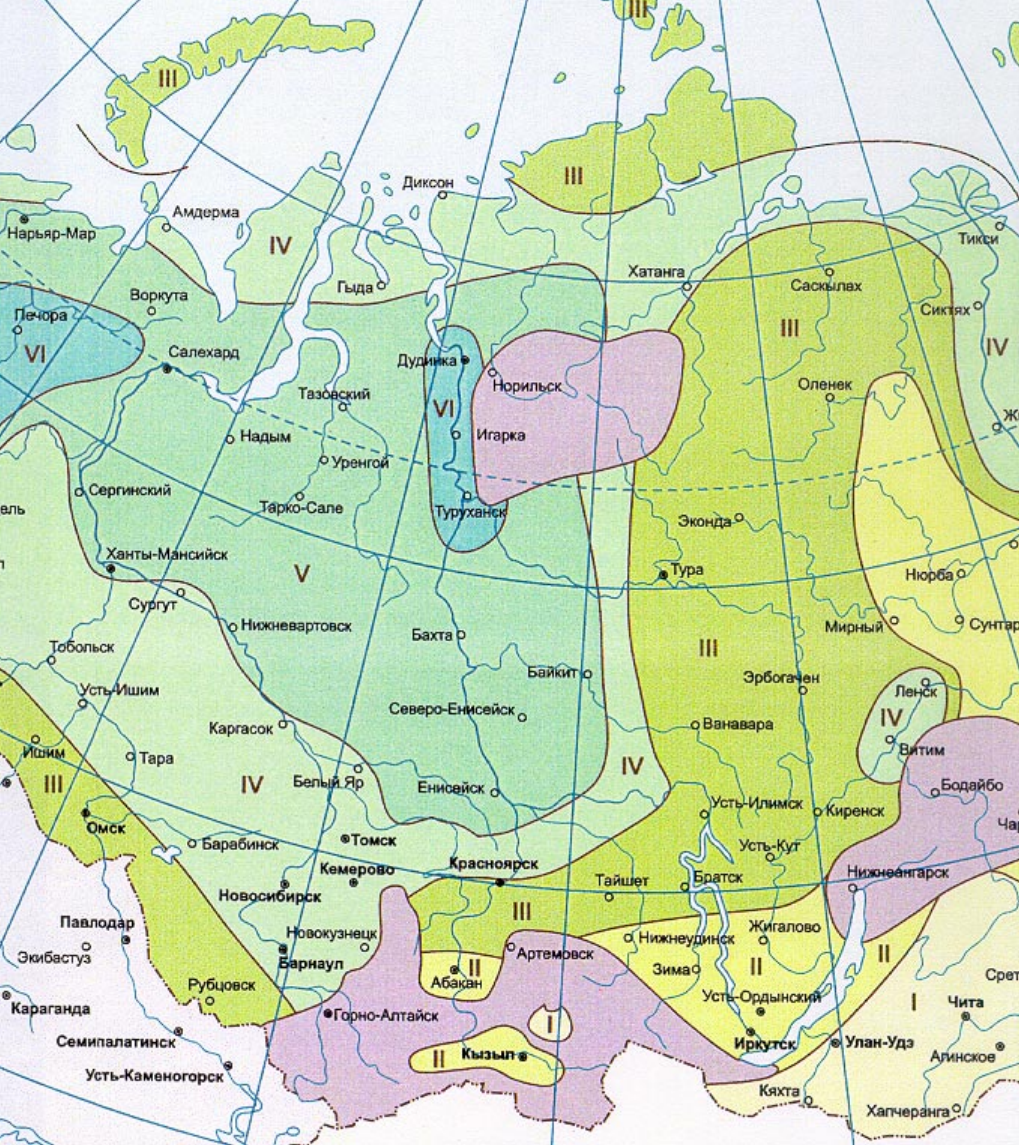 III
III
III
Диксон
Амдерма
Нарьяр-Мар
IV
Тикси
Хатанга
Гыда
Саскылах
Воркута
Сиктях
Печора
III
VI
Салехард
Дудинка
IV
Норильск
Оленек
Тазовский
VI
Ж
Игарка
Надым
Уренгой
Сергинский
Тарко-Сале
Туруханск
ель
Эконда
Ханты-Мансийск
V
Тура
Нюрба
Сургут
Нижневартовск
Мирный
Сунтар
Бахта
Тобольск
III
Байкит
Эрбогачен
Усть-Ишим
Ленск
Северо-Енисейск
IV
Каргасок
Ванавара
Ишим
Тара
Витим
IV
III
IV
Белый Яр
Енисейск
Бодайбо
Усть-Илимск
Киренск
Омск
Чар
Барабинск
Томск
Усть-Кут
Красноярск
Кемерово
Нижнеангарск
Тайшет
Братск
Новосибирск
III
Павлодар
Новокузнецк
Жигалово
Нижнеудинск
Экибастуз
Артемовск
II
Барнаул
II
II
Зима
Абакан
Рубцовск
Срет
Усть-Ордынский
I
Чита
Караганда
Горно-Алтайск
I
Семипалатинск
Иркутск
Улан-Удэ
II
Кызыл
Агинское
Усть-Каменогорск
Кяхта
Хапчеранга